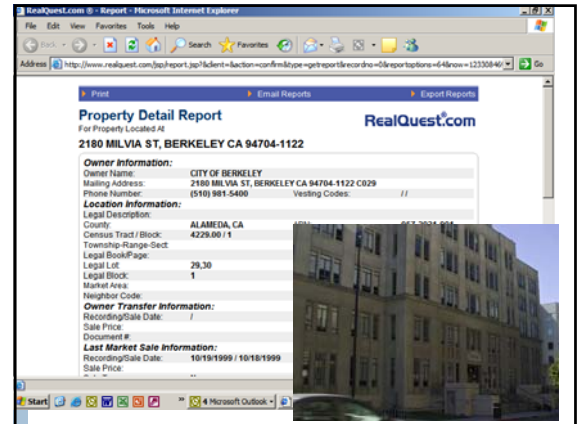 RealQuest.com ® - Report - Microsoft Internet Explorer
File Edit View Favorites Tools Help
Back Search Favorites
Address http://www.realquest.com/jsp/report.jsp?&client=&action=confirm&type=getreport&recordno=0&reportoptions=64&now=12330846 Go
Print Email Reports Export Reports
Property Detail Report
For Property Located At
RealQuest.com®
2180 MILVIA ST, BERKELEY CA 94704-1122
Owner Information:
Owner Name: CITY OF BERKELEY
Mailing Address: 2180 MILVIA ST, BERKELEY CA 94704-1122 C029
Phone Number: (510) 981-5400 Vesting Codes: / /
Location Information:
Legal Description:
County: ALAMEDA, CA
Census Tract / Block: 4229.00 / 1
Township-Range-Sect:
Legal Book/Page:
Legal Lot: 29,30
Legal Block: 1
Market Area:
Neighbor Code:
Owner Transfer Information:
Recording/Sale Date: /
Sale Price:
Document #:
Last Market Sale Information:
Recording/Sale Date: 10/19/1999 / 10/18/1999
Sale Price:
Start 4 Microsoft Outlook